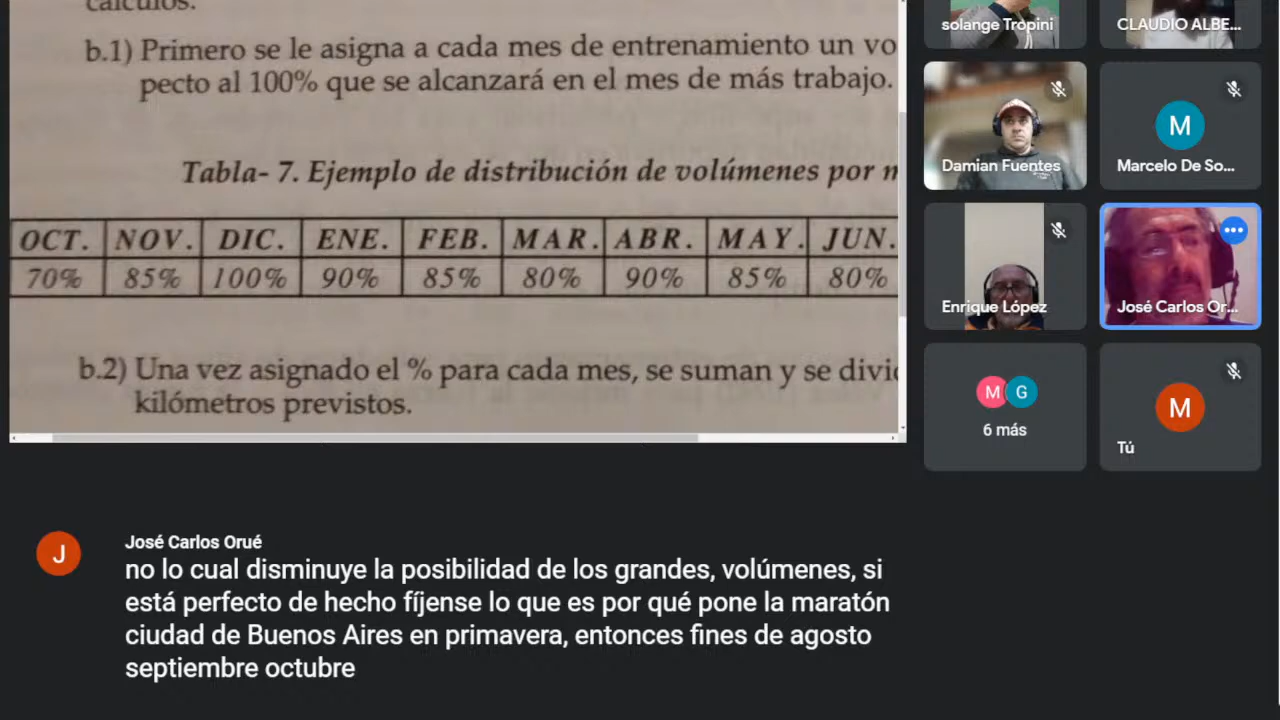 cálculos.
b.1) Primero se le asigna a cada mes de entrenamiento un vo
pecto al 100% que se alcanzará en el mes de más trabajo.
Tabla- 7. Ejemplo de distribución de volúmenes por
OCT. NOV. DIC. ENE. FEB. MAR. ABR. MAY. JUN.
70% 85% 100% 90% 85% 80% 90% 85% 80%
b.2) Una vez asignado el % para cada mes, se suman y se divi
kilómetros previstos.
solange Tropini
CLAUDIO ALBE...
Damian Fuentes
M
Marcelo De So...
Enrique López
José Carlos Or...
M G
6 más
M
Tú
J
José Carlos Orué
no lo cual disminuye la posibilidad de los grandes, volúmenes, si
está perfecto de hecho fíjense lo que es por qué pone la maratón
ciudad de Buenos Aires en primavera, entonces fines de agosto
septiembre octubre